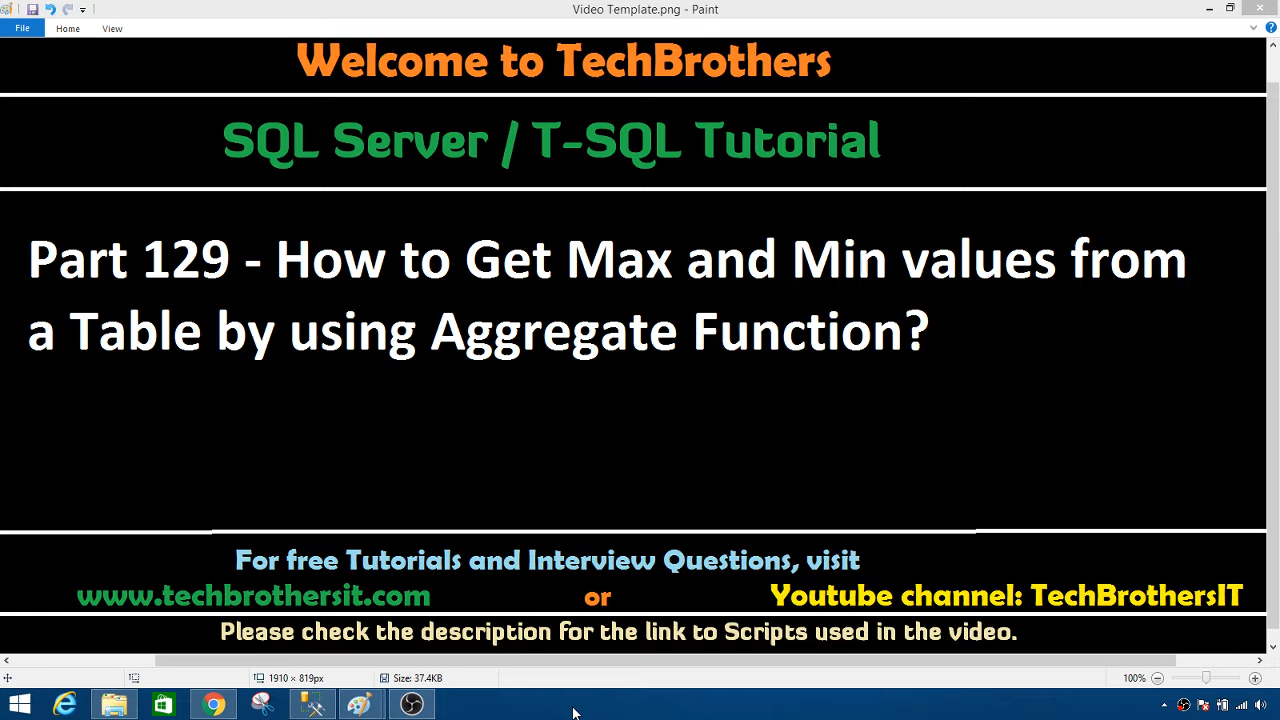 Video Template.png - Paint
File Home View
Welcome to TechBrothers
SQL Server / T-SQL Tutorial
Part 129 - How to Get Max and Min values from
a Table by using Aggregate Function?
For free Tutorials and Interview Questions, visit
www.techbrothersit.com or Youtube channel: TechBrothersIT
Please check the description for the link to Scripts used in the video.
1910 × 819px Size: 37.4KB 100%